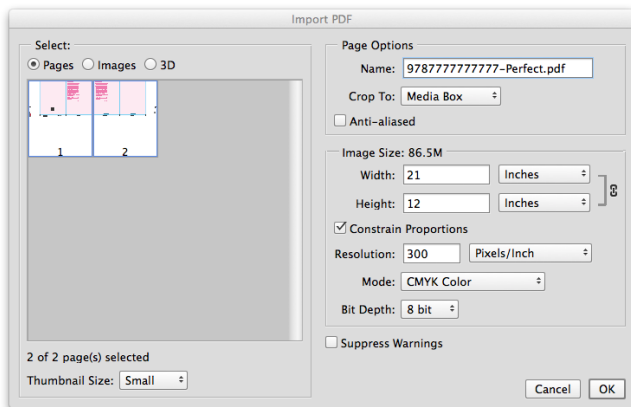 Import PDF
Select:
Pages Images 3D
1 2
2 of 2 page(s) selected
Thumbnail Size: Small
Page Options
Name: 9787777777777-Perfect.pdf
Crop To: Media Box
Anti-aliased
Image Size: 86.5M
Width: 21 Inches
Height: 12 Inches
Constrain Proportions
Resolution: 300 Pixels/Inch
Mode: CMYK Color
Bit Depth: 8 bit
Suppress Warnings
Cancel OK